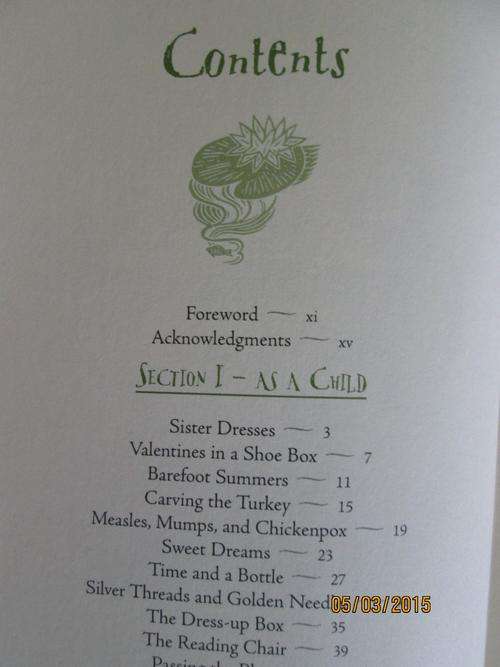 Contents
Foreword — xi
Acknowledgments — xv
Section I – as a Child
Sister Dresses — 3
Valentines in a Shoe Box — 7
Barefoot Summers — 11
Carving the Turkey — 15
Measles, Mumps, and Chickenpox — 19
Sweet Dreams — 23
Time and a Bottle — 27
Silver Threads and Golden
05/03/2015
The Dress-up Box — 35
The Reading Chair — 39